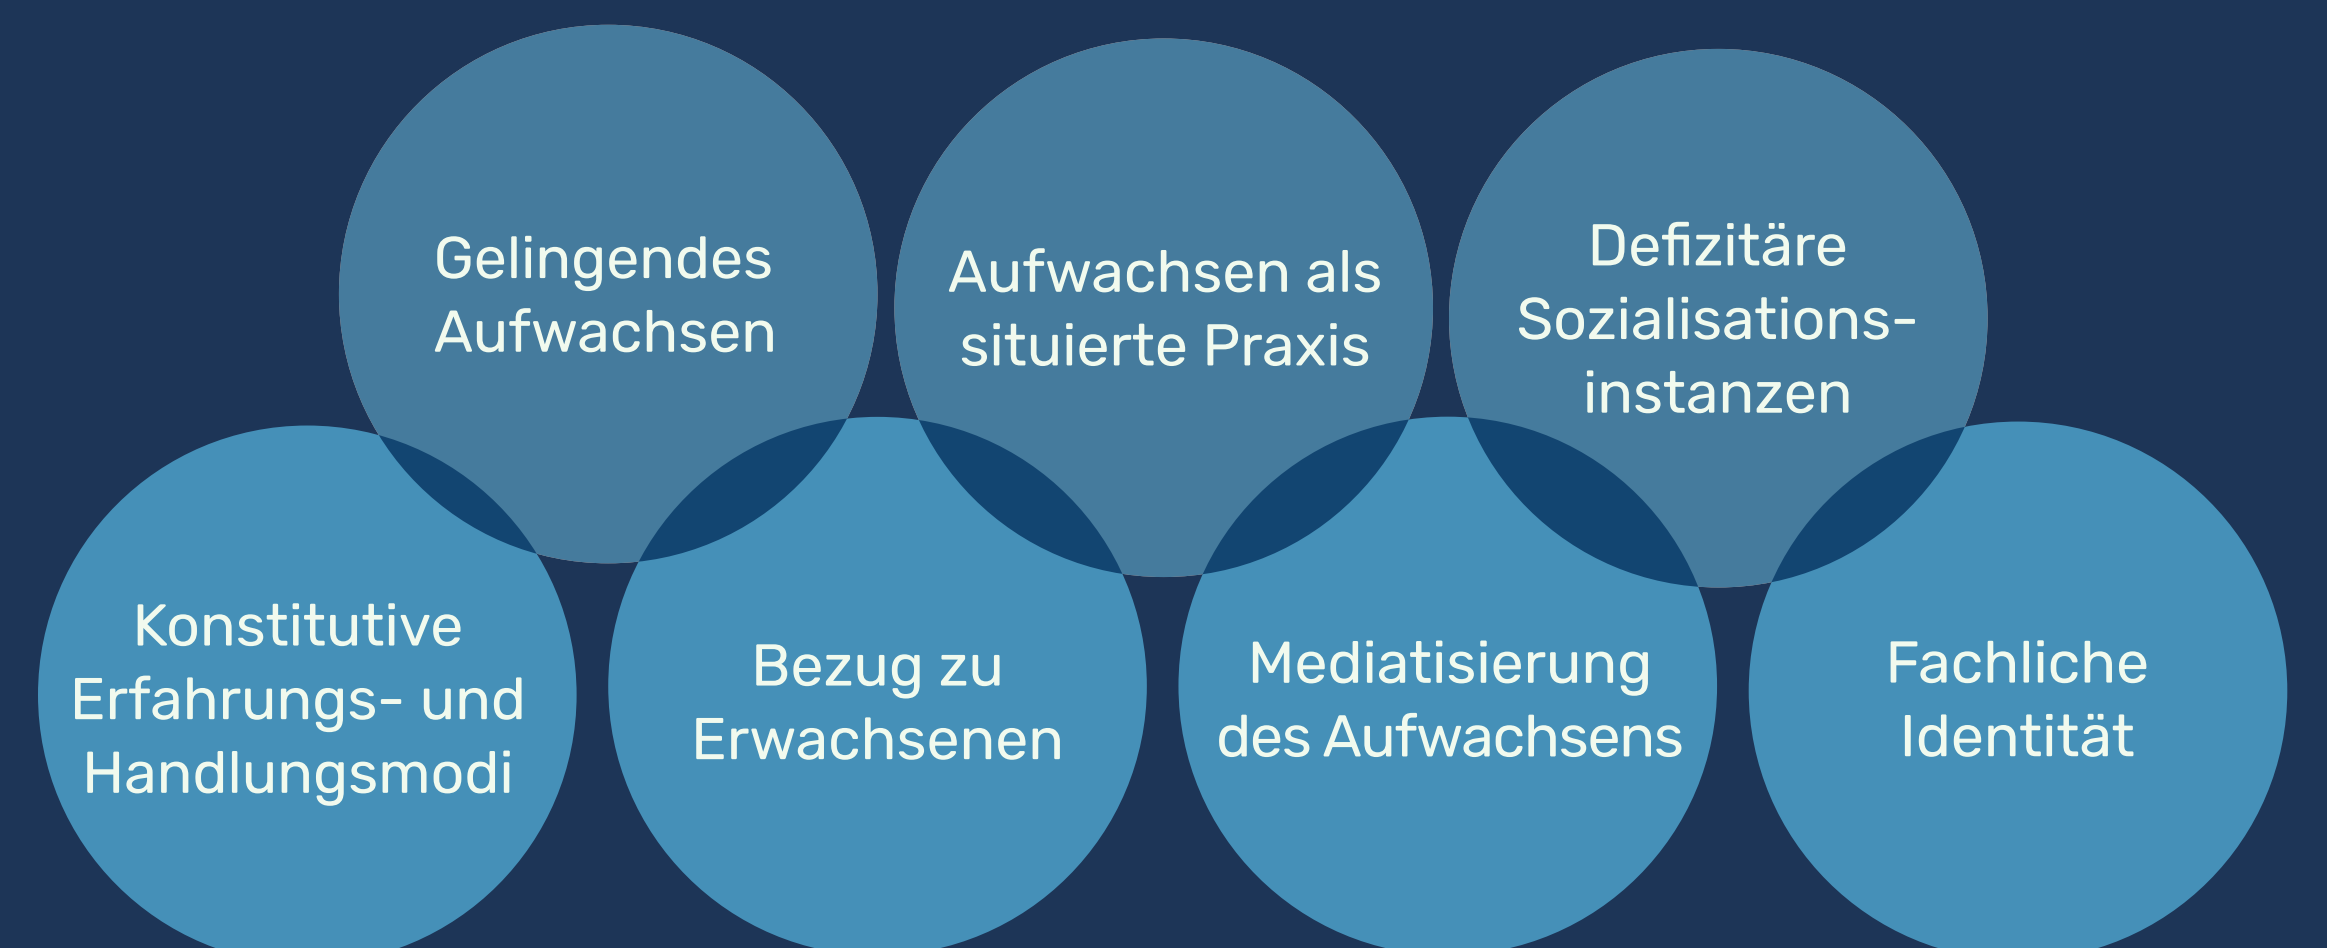 Gelingendes
Aufwachsen
Aufwachsen als
situierte Praxis
Defizitäre
Sozialisations-
instanzen
Konstitutive
Erfahrungs- und
Handlungsmodi
Bezug zu
Erwachsenen
Mediatisierung
des Aufwachsens
Fachliche
Identität